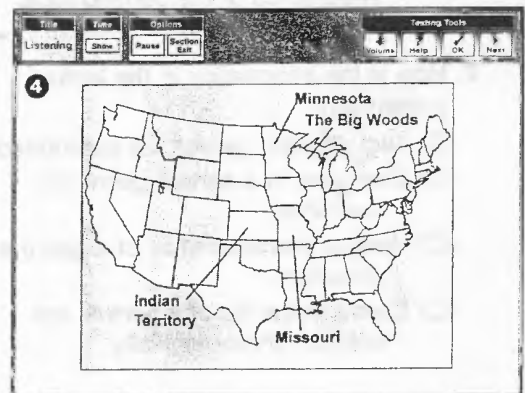 Title
Time
Options
Testing Tools
Listening
Show
Pause
Section
Exit
Volume
Help
OK
Next
4
Minnesota
The Big Woods
Indian
Territory
Missouri